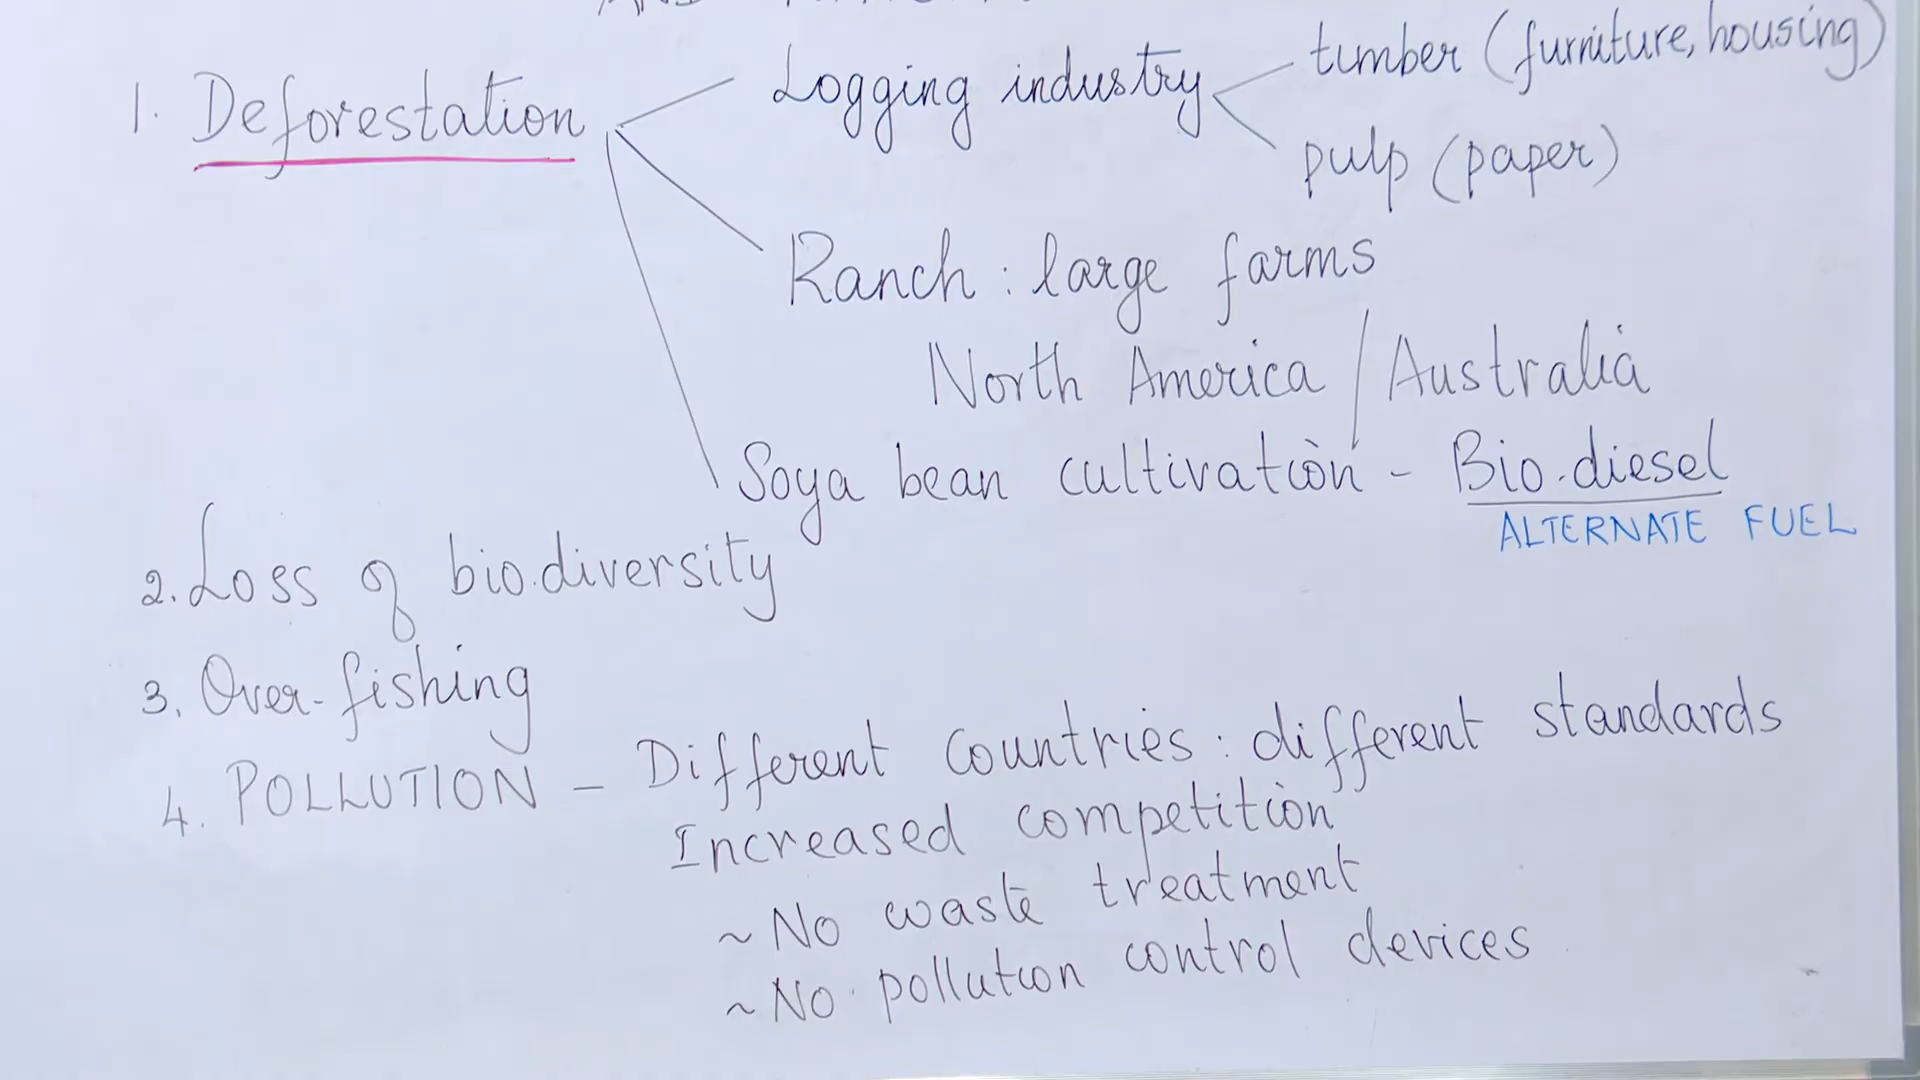 1. Deforestation
Logging industry
timber (furniture, housing)
pulp (paper)
Ranch : large farms
North America / Australia
Soya bean cultivation - Bio.diesel
ALTERNATE FUEL
2. Loss of bio.diversity
3. Over-fishing
4. POLLUTION - Different Countries : different standards
Increased competition
~ No waste treatment
~ No pollution control devices